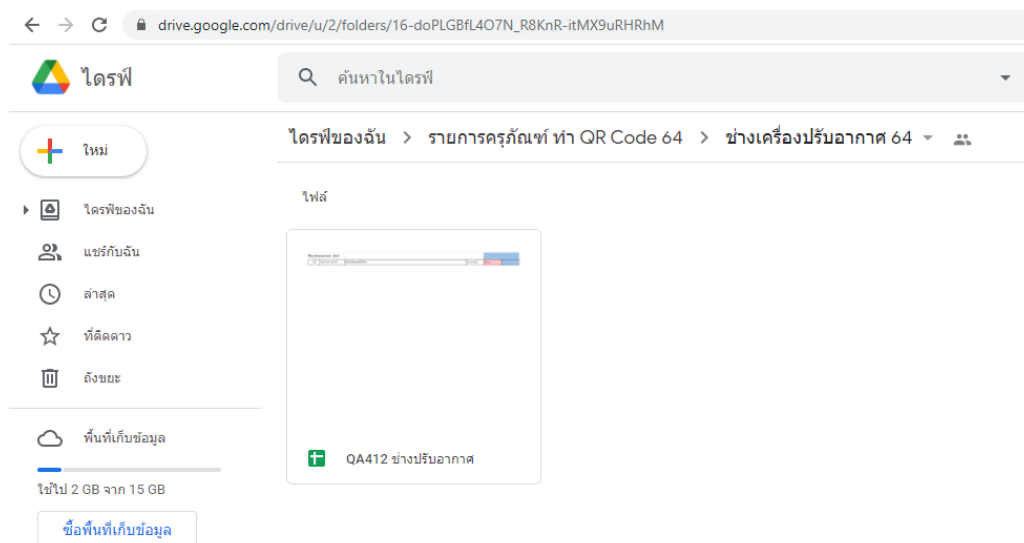 drive.google.com/drive/u/2/folders/16-doPLGBfL4O7N_R8KnR-itMX9uRHRhM
ไดรฟ์
ค้นหาในไดรฟ์
ใหม่
ไดรฟ์ของฉัน > รายการครุภัณฑ์ ทำ QR Code 64 > ช่างเครื่องปรับอากาศ 64
ไฟล์
ไดรฟ์ของฉัน
แชร์กับฉัน
ล่าสุด
ที่ติดดาว
ถังขยะ
พื้นที่เก็บข้อมูล
ใช้ไป 2 GB จาก 15 GB
ซื้อพื้นที่เก็บข้อมูล
QA412 ช่างปรับอากาศ